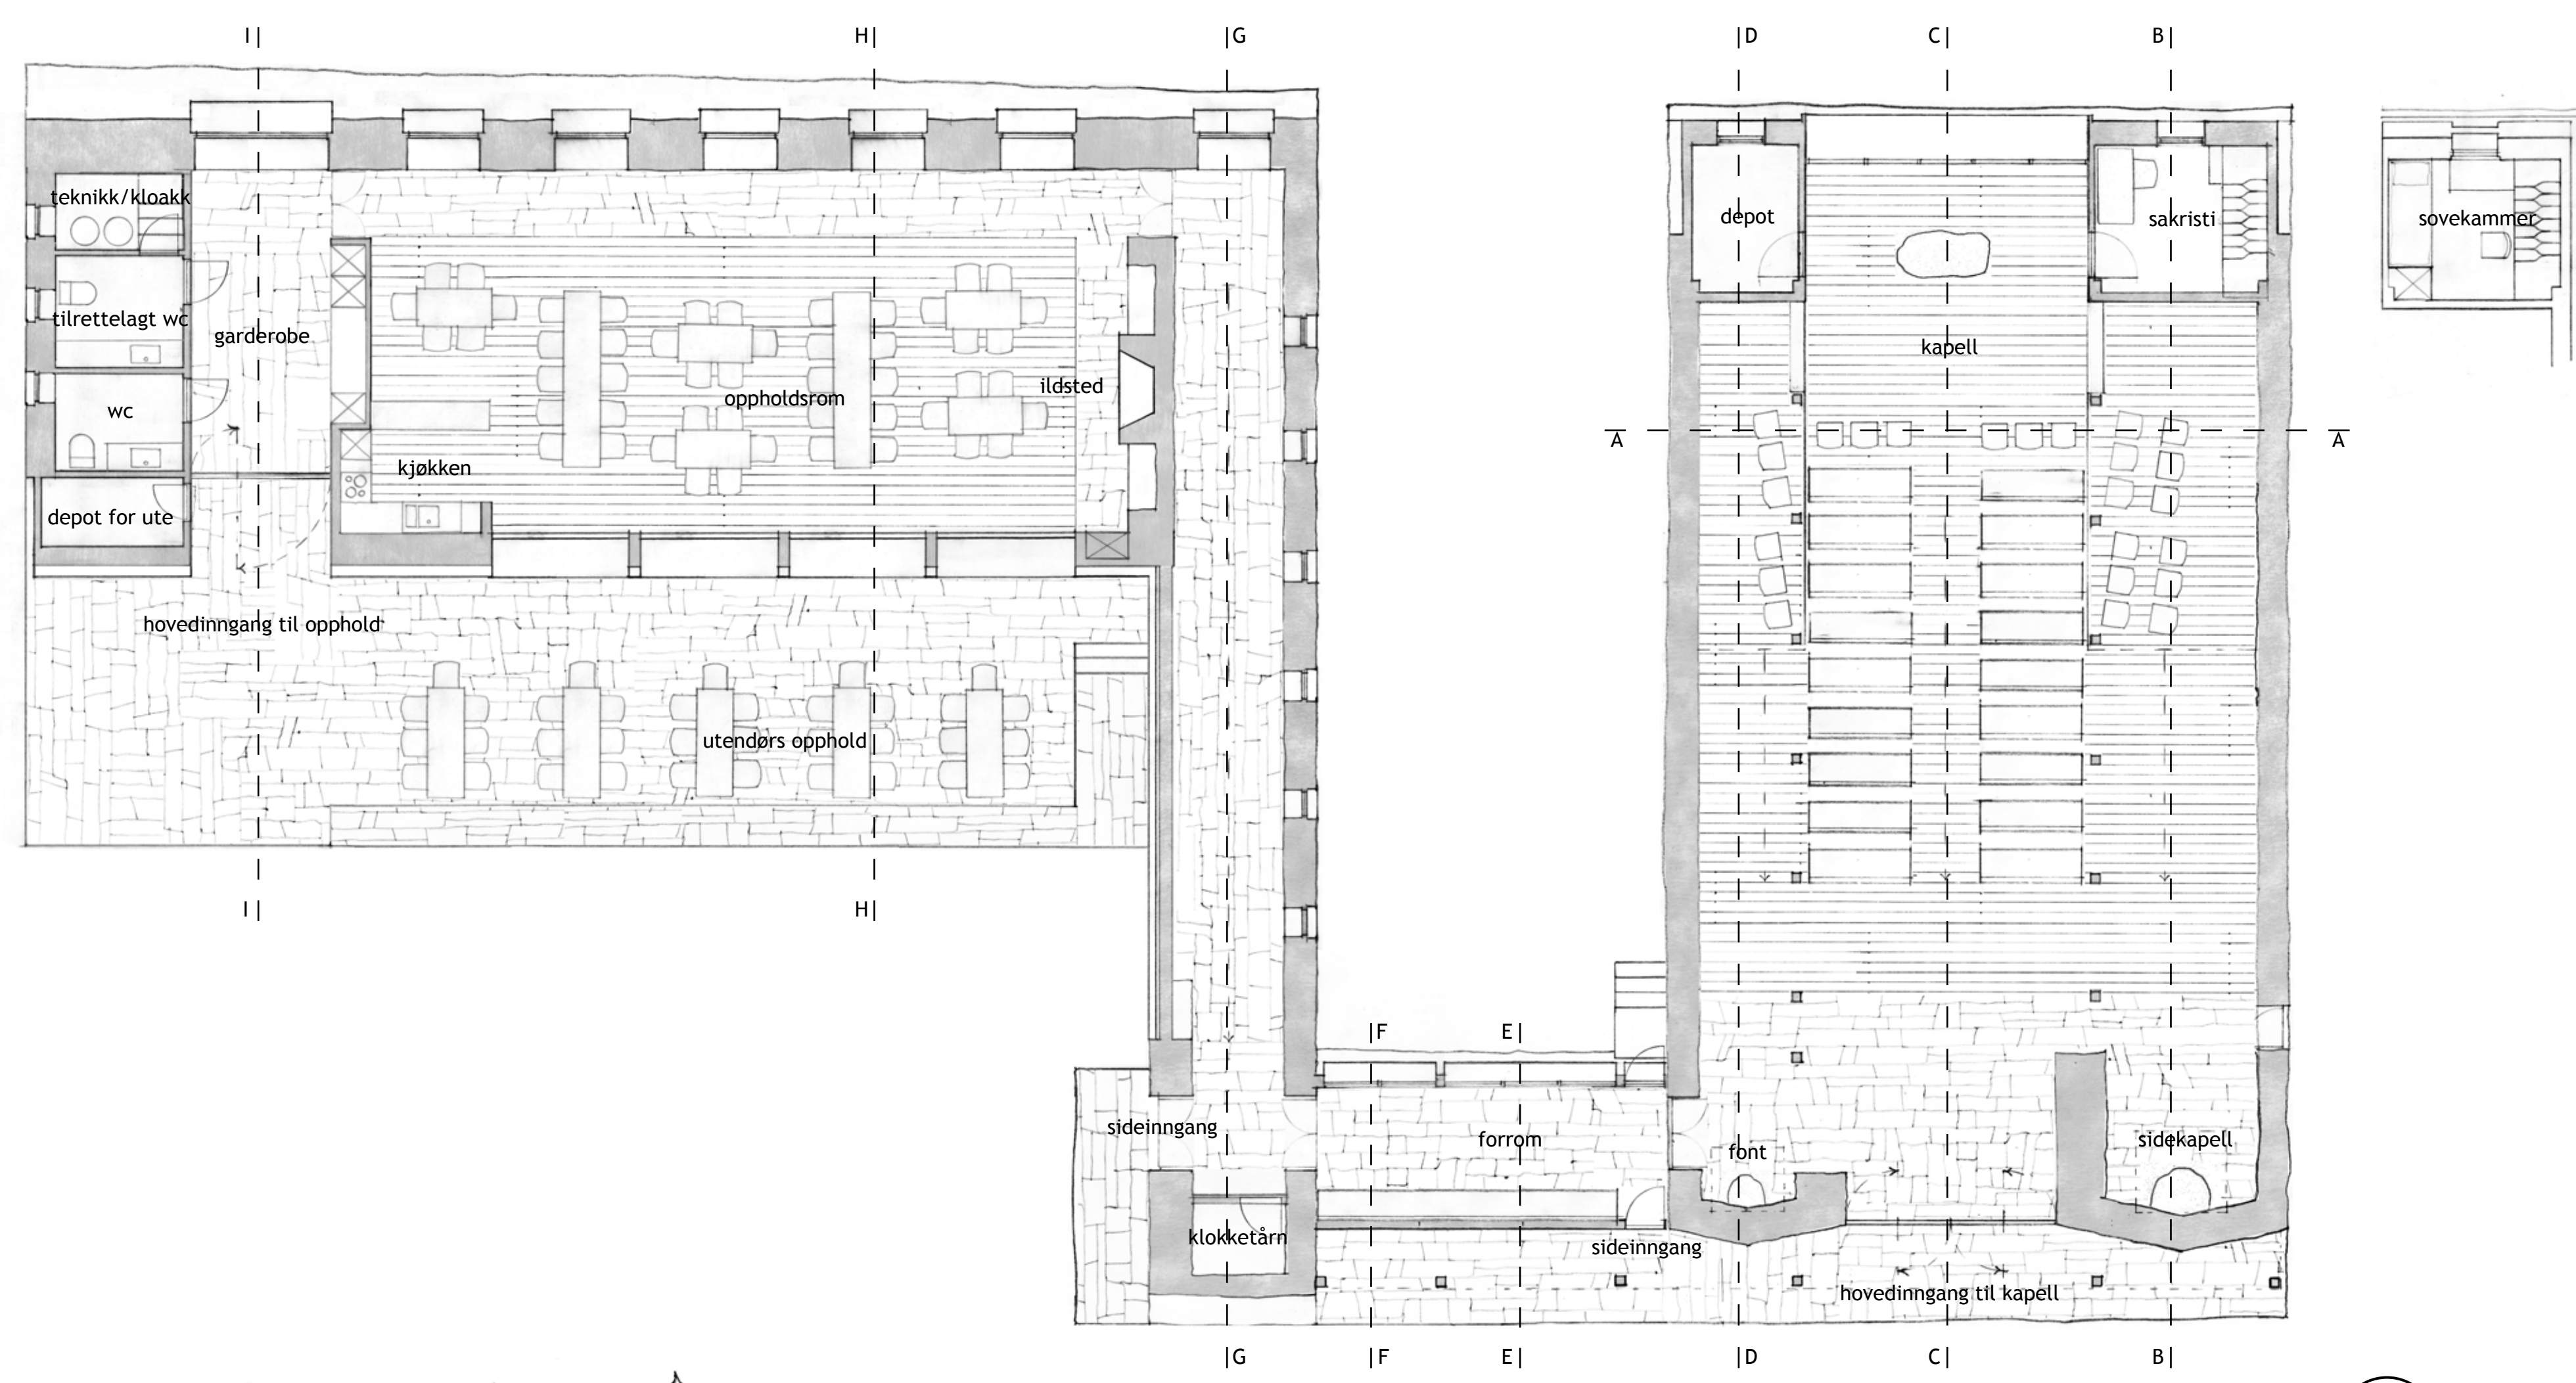 I H G D C B
teknikk/kloakk
depot
sakristi
sovekammer
tilrettelagt wc
garderobe
kapell
ildsted
oppholdsrom
wc
A A
kjøkken
depot for ute
hovedinngang til opphold
utendørs opphold
I H
F E
sideinngang
forrom
font
sidekapell
klokketårn
sideinngang
hovedinngang til kapell
G F E D C B